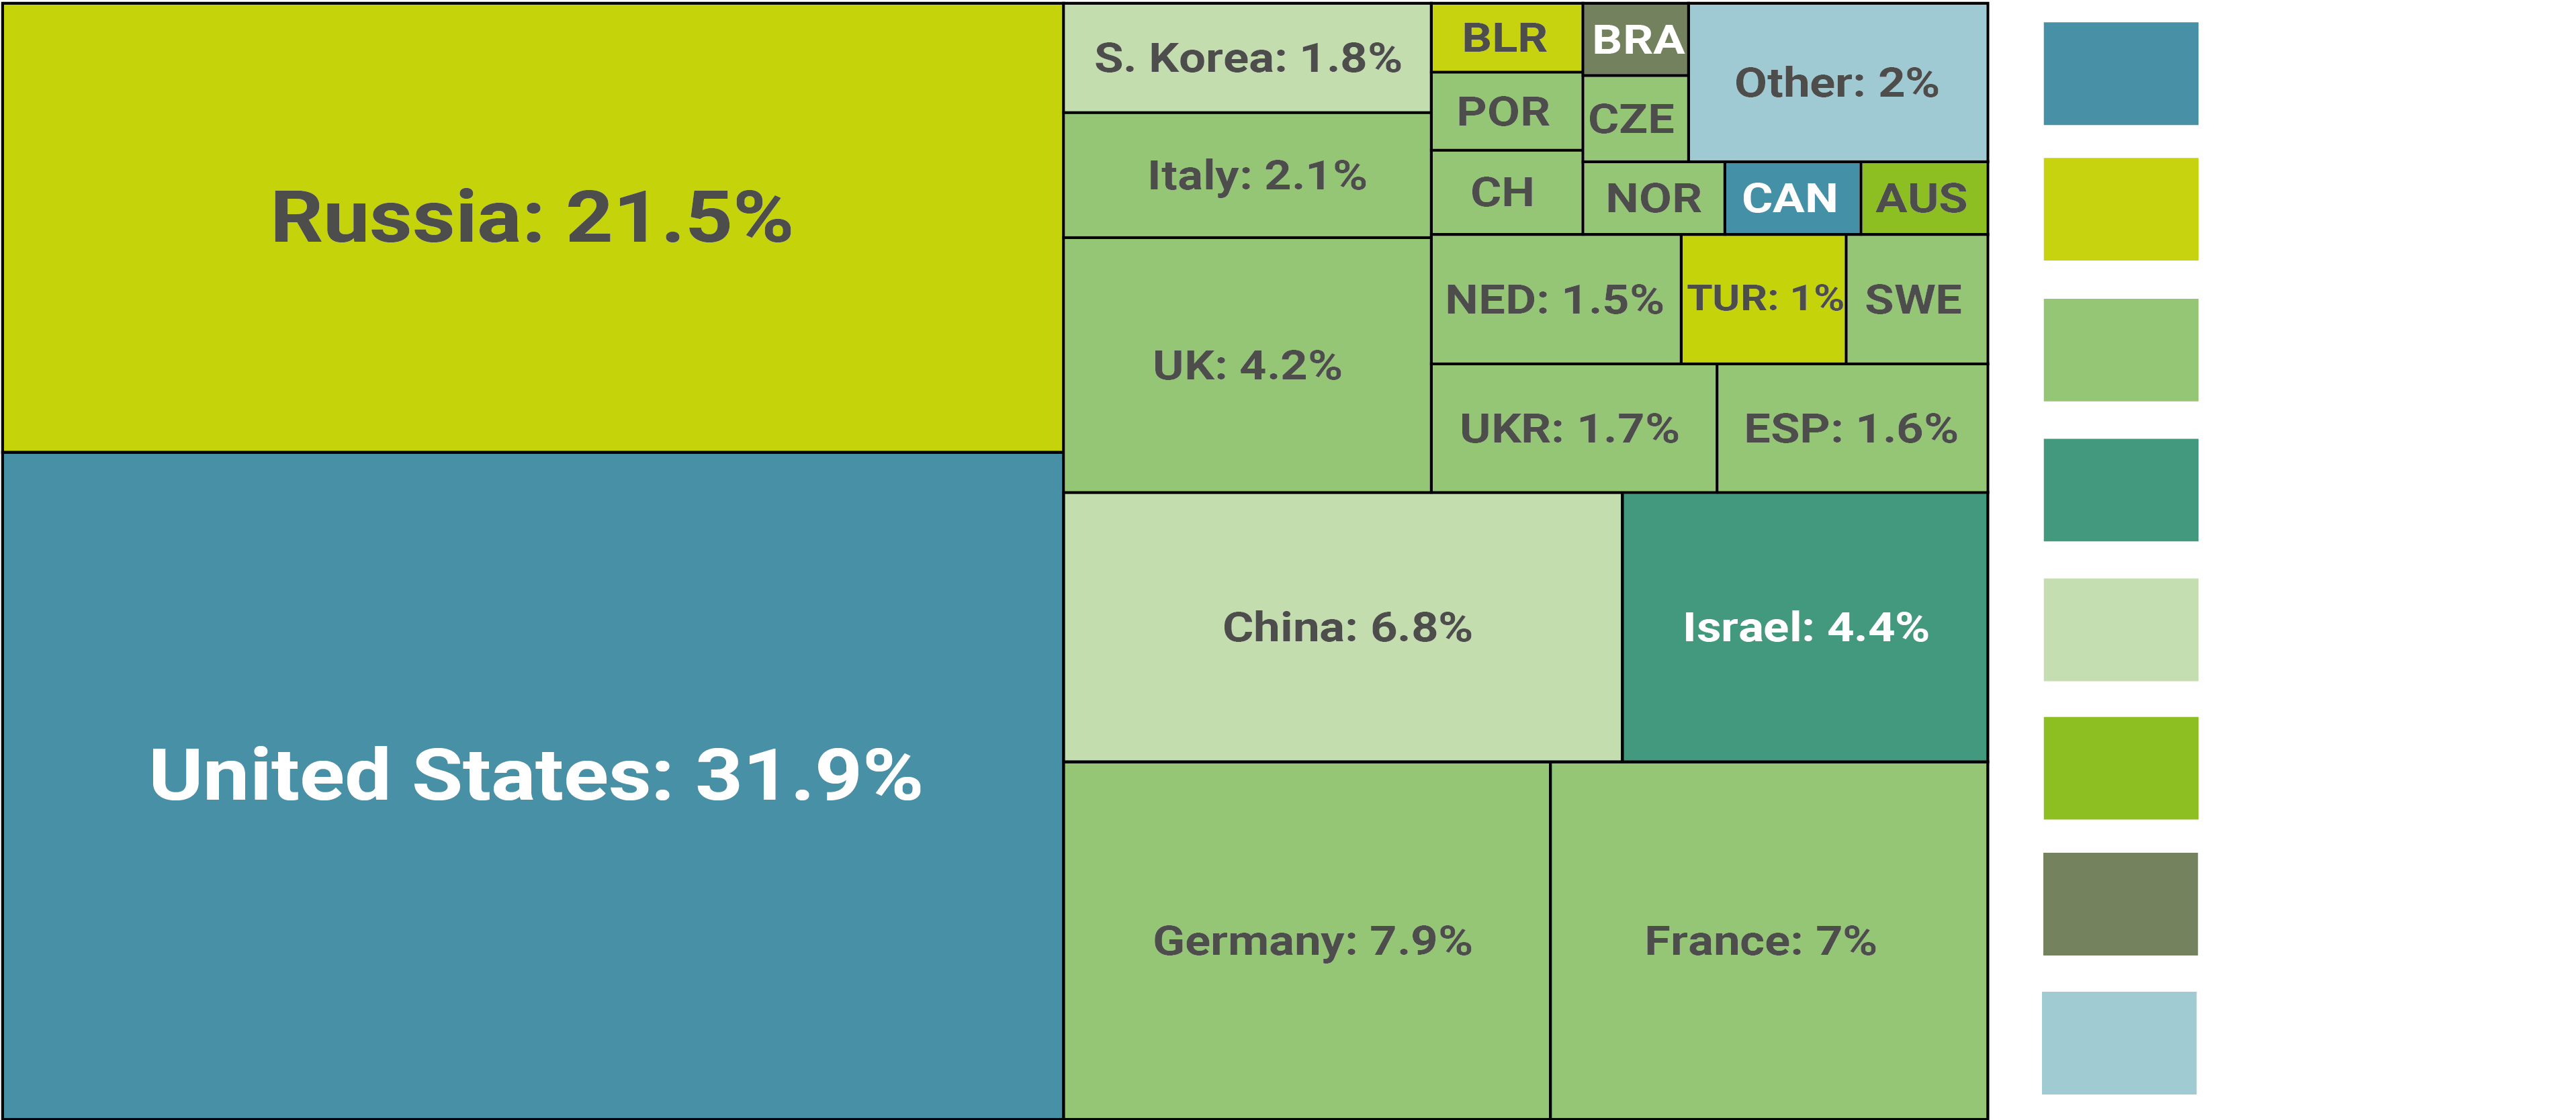 Russia: 21.5%
United States: 31.9%
S. Korea: 1.8%
Italy: 2.1%
UK: 4.2%
BLR
POR
CH
BRA
CZE
Other: 2%
NOR
CAN
AUS
NED: 1.5%
TUR: 1%
SWE
UKR: 1.7%
ESP: 1.6%
China: 6.8%
Israel: 4.4%
Germany: 7.9%
France: 7%